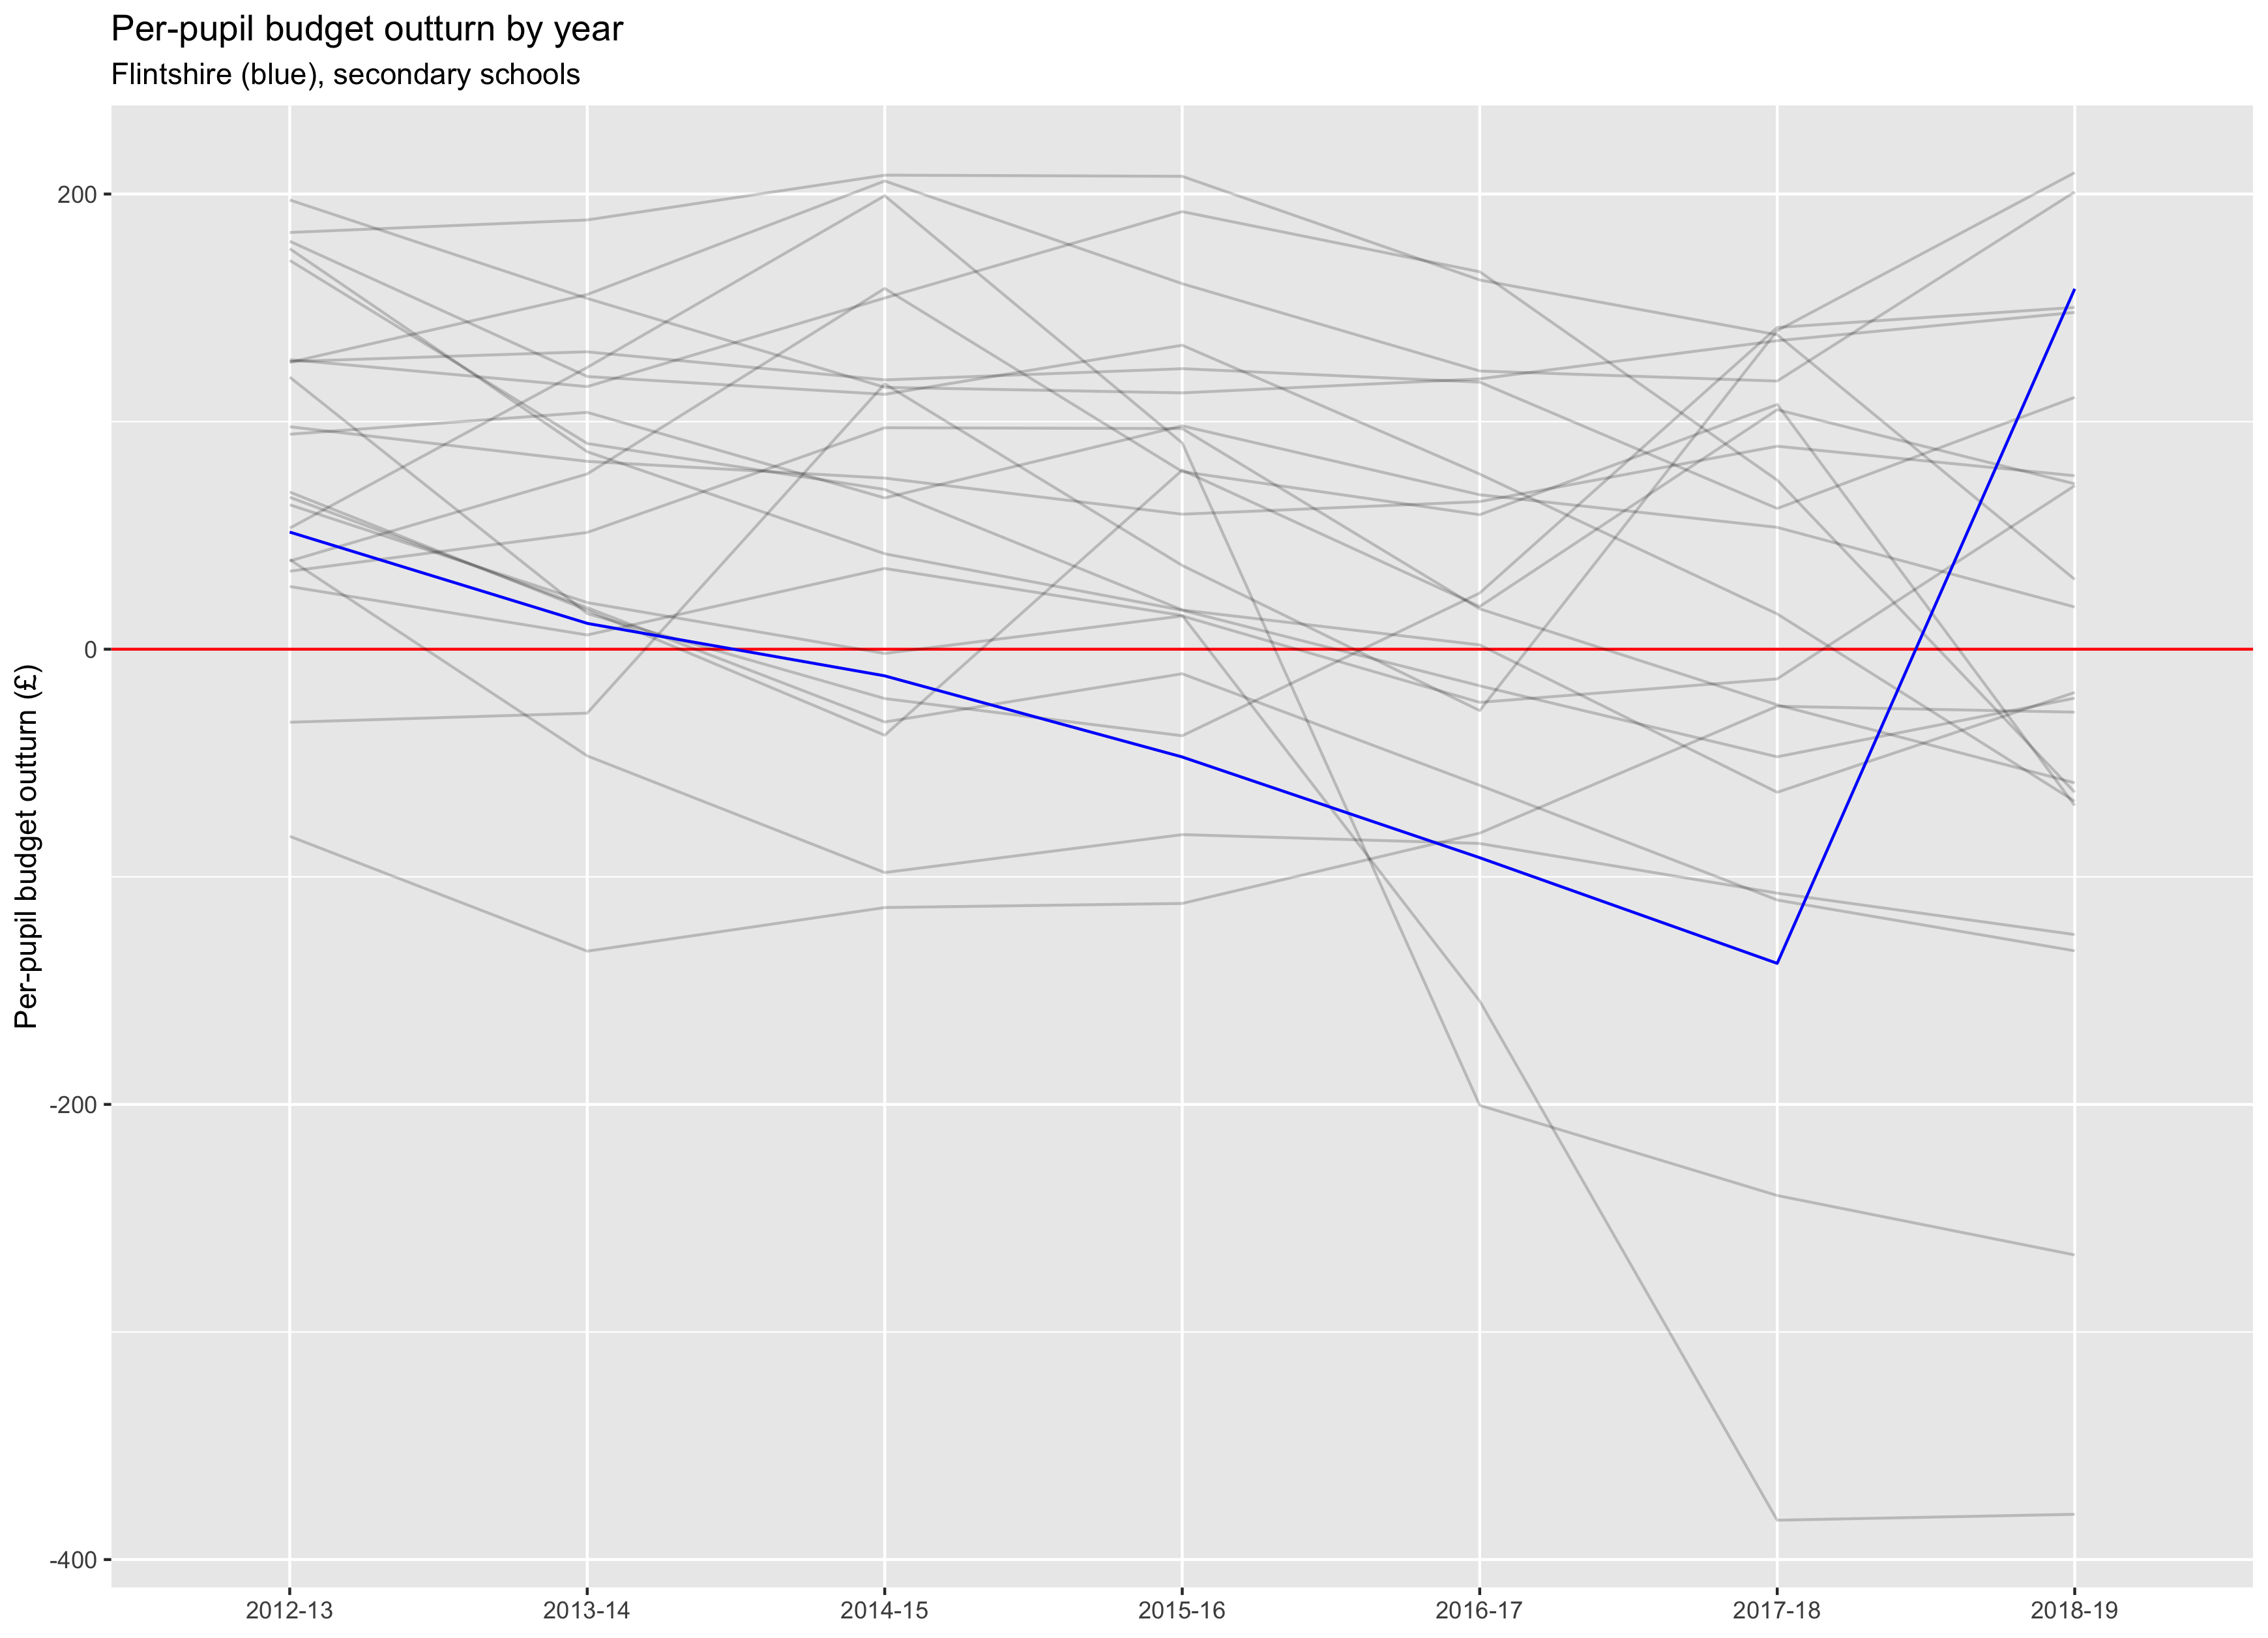 Per-pupil budget outturn by year
Flintshire (blue), secondary schools
Per-pupil budget outturn (£)
200
0
-200
-400
2012-13 2013-14 2014-15 2015-16 2016-17 2017-18 2018-19